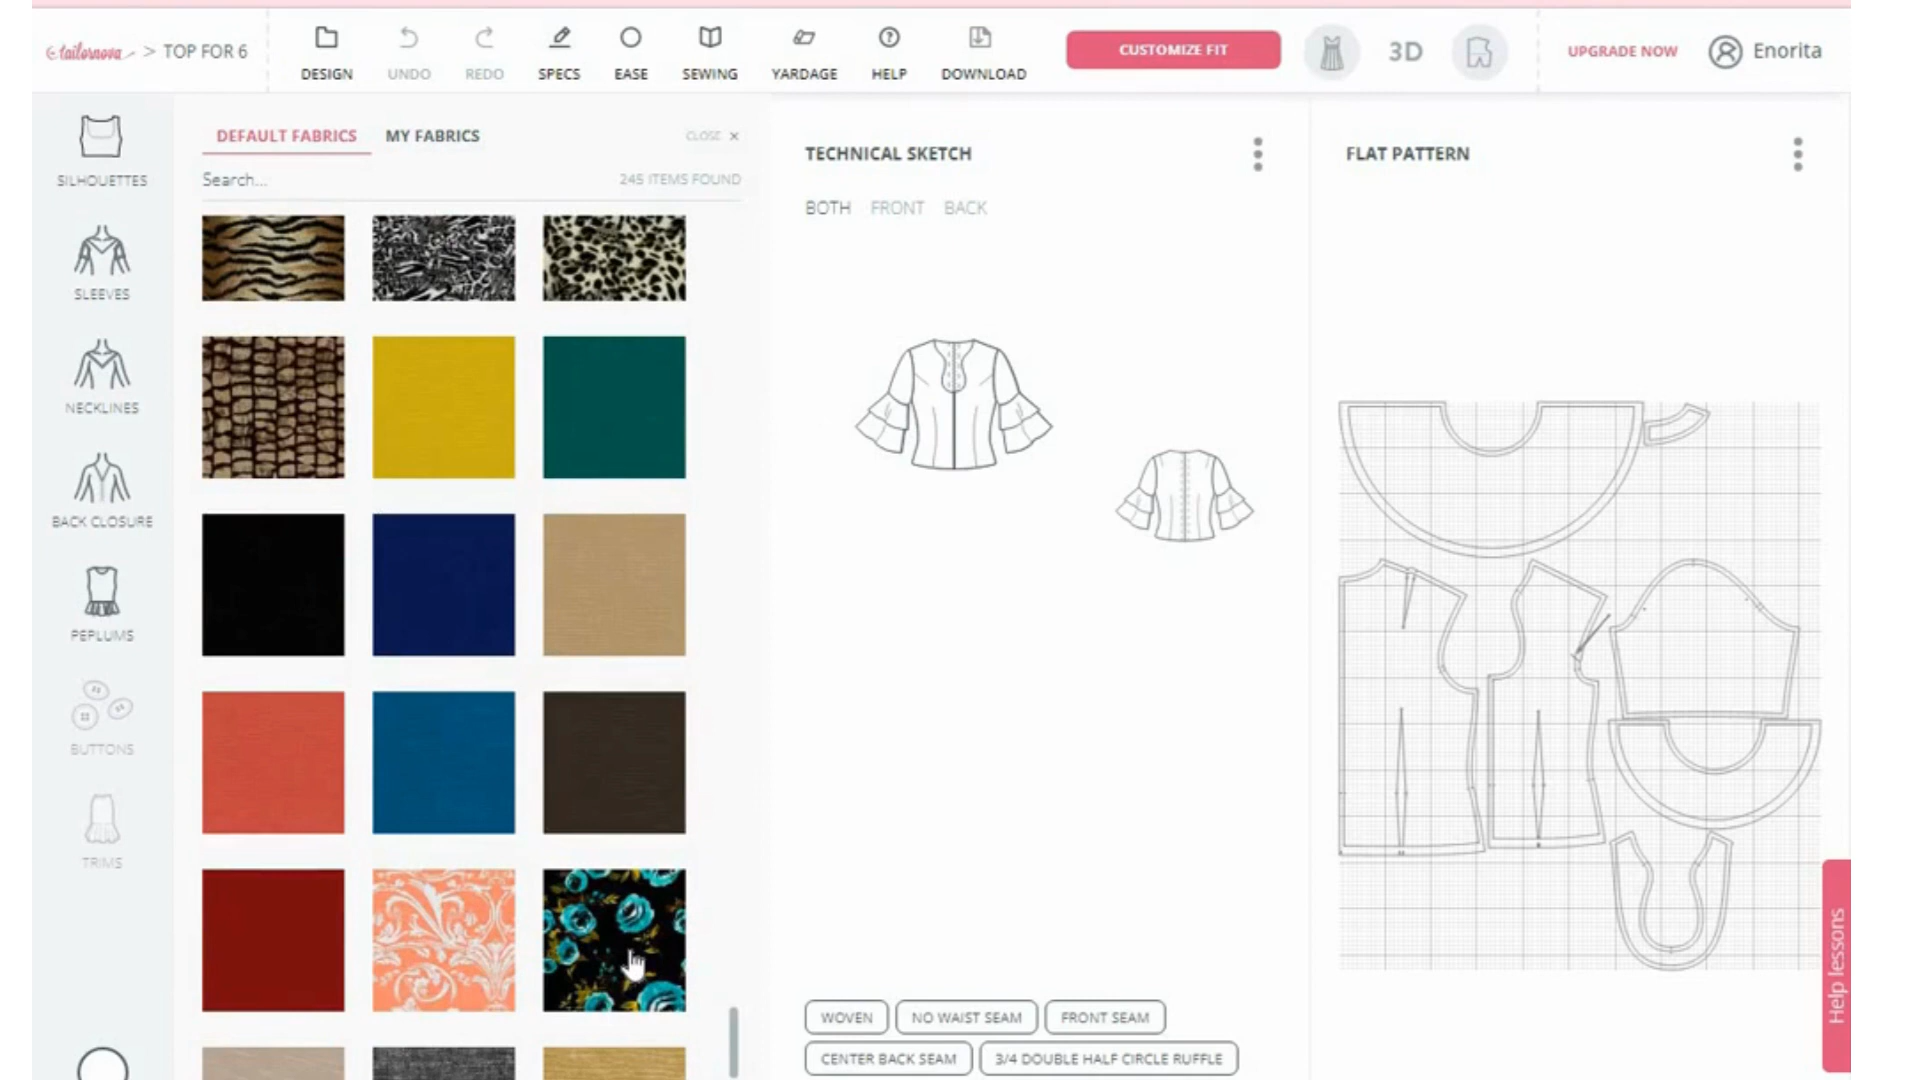 tailornova > TOP FOR 6
DESIGN
UNDO
REDO
SPECS
EASE
SEWING
YARDAGE
HELP
DOWNLOAD
CUSTOMIZE FIT
3D
UPGRADE NOW
Enorita
SILHOUETTES
SLEEVES
NECKLINES
BACK CLOSURE
PEPLUMS
BUTTONS
TRIMS
DEFAULT FABRICS
MY FABRICS
CLOSE ×
Search...
245 ITEMS FOUND
TECHNICAL SKETCH
BOTH FRONT BACK
WOVEN
NO WAIST SEAM
FRONT SEAM
CENTER BACK SEAM
3/4 DOUBLE HALF CIRCLE RUFFLE
FLAT PATTERN
Help lessons